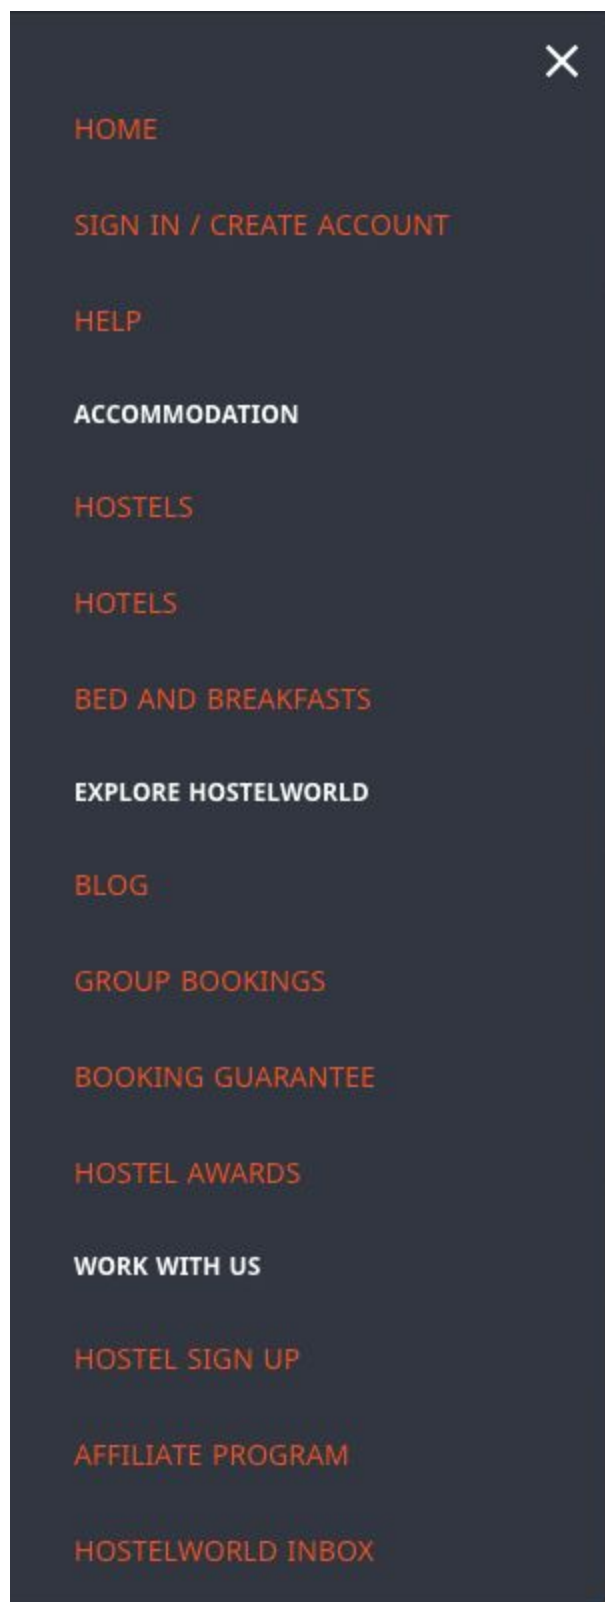 HOME
SIGN IN / CREATE ACCOUNT
HELP
ACCOMMODATION
HOSTELS
HOTELS
BED AND BREAKFASTS
EXPLORE HOSTELWORLD
BLOG
GROUP BOOKINGS
BOOKING GUARANTEE
HOSTEL AWARDS
WORK WITH US
HOSTEL SIGN UP
AFFILIATE PROGRAM
HOSTELWORLD INBOX